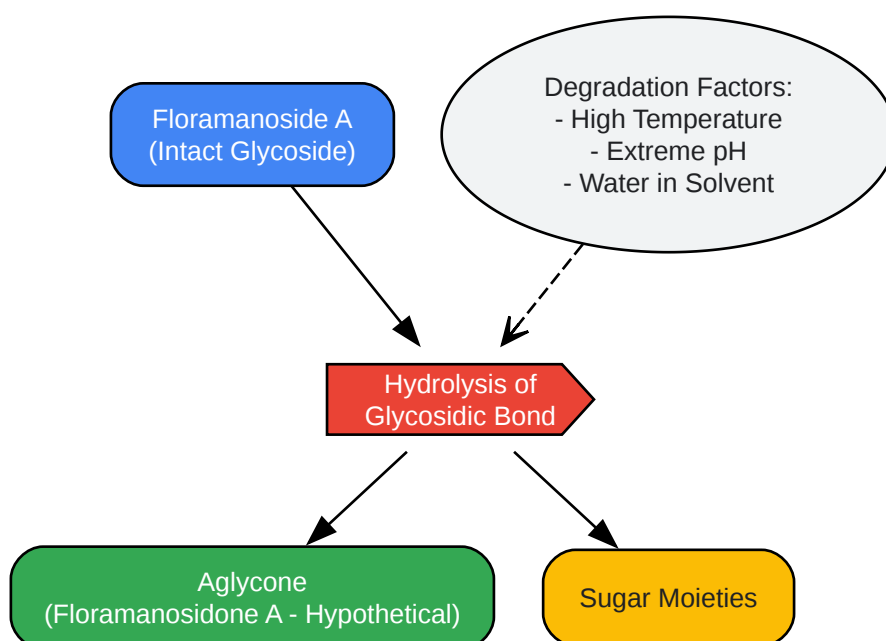 Floramanoside A
(Intact Glycoside)
Degradation Factors:
- High Temperature
- Extreme pH
- Water in Solvent
Hydrolysis of
Glycosidic Bond
Aglycone
(Floramanosidone A - Hypothetical)
Sugar Moieties